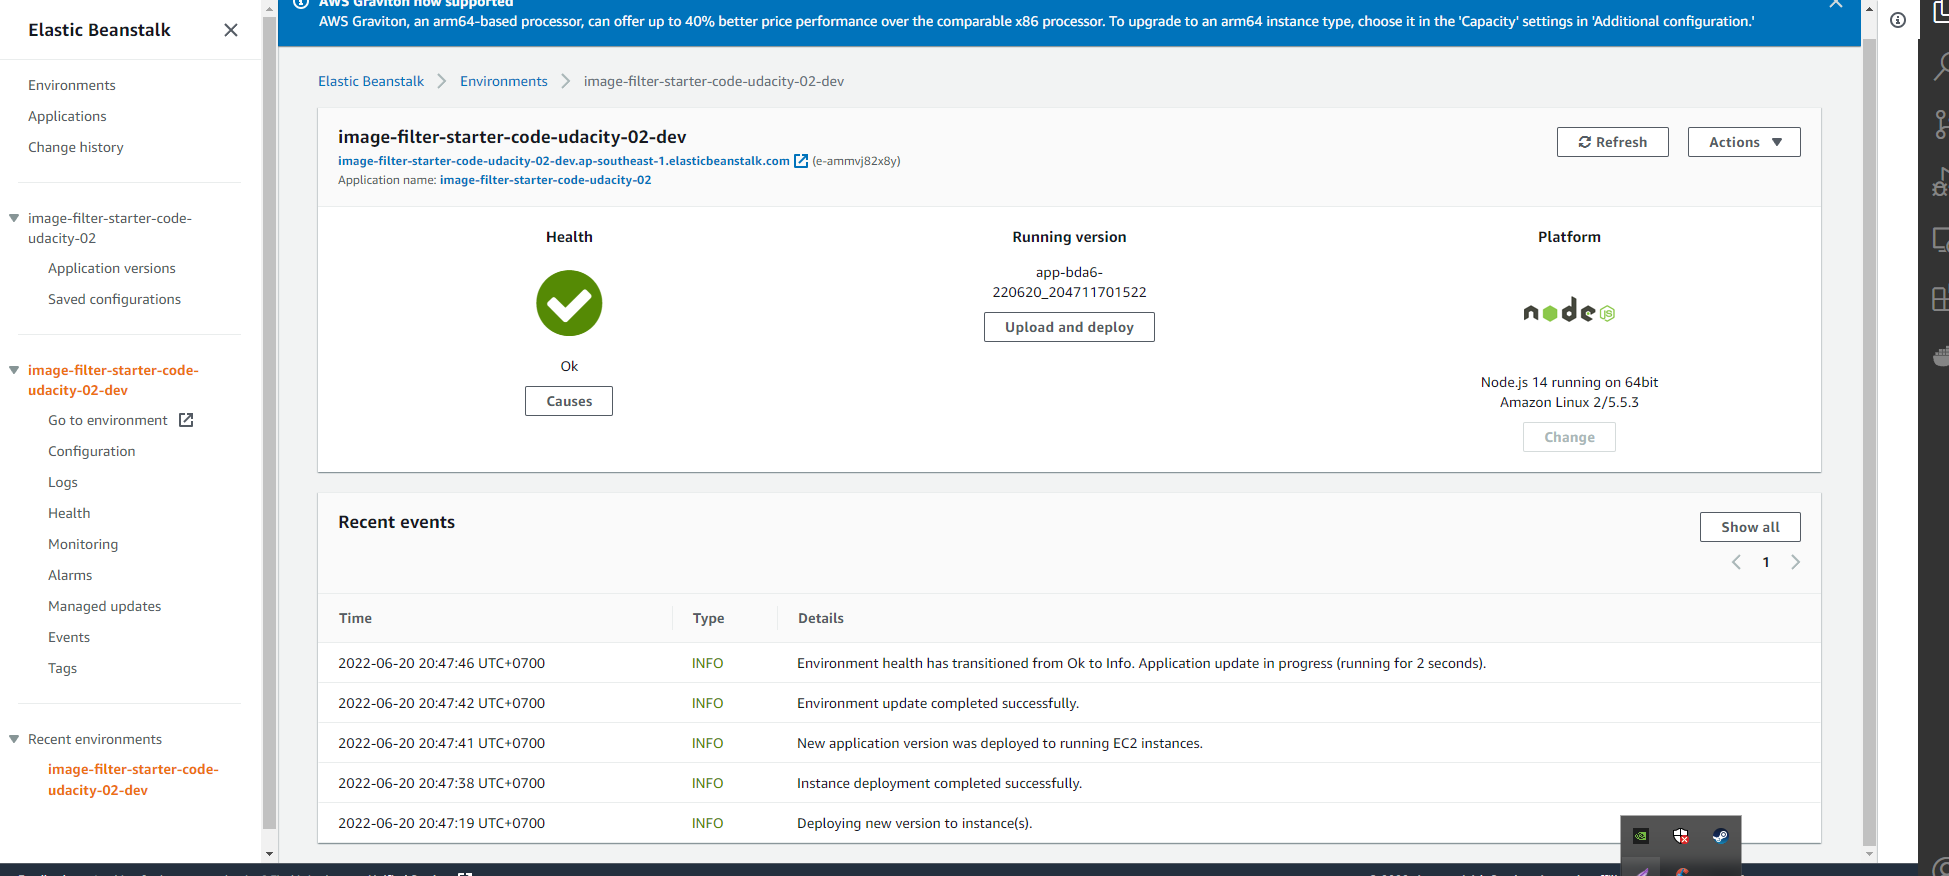 Elastic Beanstalk
Environments
Applications
Change history
image-filter-starter-code-
udacity-02
Application versions
Saved configurations
image-filter-starter-code-
udacity-02-dev
Go to environment
Configuration
Logs
Health
Monitoring
Alarms
Managed updates
Events
Tags
Recent environments
image-filter-starter-code-
udacity-02-dev
AWS Graviton now supported
AWS Graviton, an arm64-based processor, can offer up to 40% better price performance over the comparable x86 processor. To upgrade to an arm64 instance type, choose it in the 'Capacity' settings in 'Additional configuration.'
Elastic Beanstalk > Environments > image-filter-starter-code-udacity-02-dev
image-filter-starter-code-udacity-02-dev
image-filter-starter-code-udacity-02-dev.ap-southeast-1.elasticbeanstalk.com (e-ammvj82x8y)
Application name: image-filter-starter-code-udacity-02
Refresh
Actions
Health
Ok
Causes
Running version
app-bda6-
220620_204711701522
Upload and deploy
Platform
node JS
Node.js 14 running on 64bit
Amazon Linux 2/5.5.3
Change
Recent events
Show all
1
Time Type Details
2022-06-20 20:47:46 UTC+0700 INFO Environment health has transitioned from Ok to Info. Application update in progress (running for 2 seconds).
2022-06-20 20:47:42 UTC+0700 INFO Environment update completed successfully.
2022-06-20 20:47:41 UTC+0700 INFO New application version was deployed to running EC2 instances.
2022-06-20 20:47:38 UTC+0700 INFO Instance deployment completed successfully.
2022-06-20 20:47:19 UTC+0700 INFO Deploying new version to instance(s).